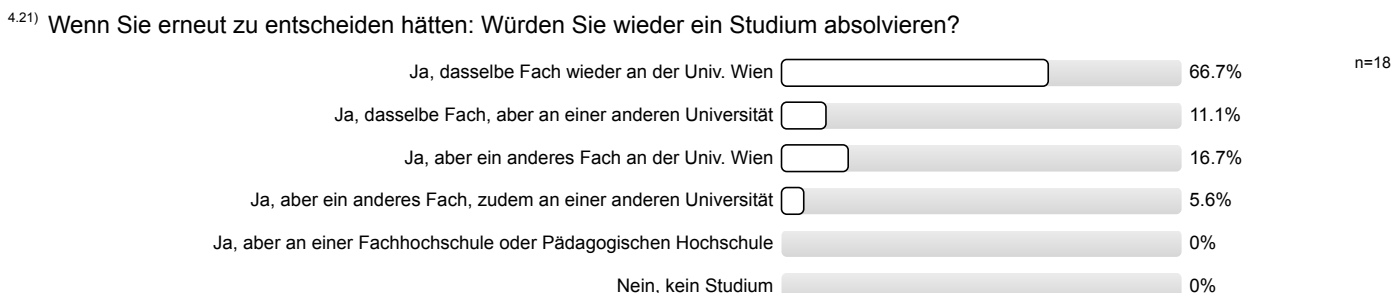 4.21) Wenn Sie erneut zu entscheiden hätten: Würden Sie wieder ein Studium absolvieren?
Ja, dasselbe Fach wieder an der Univ. Wien 66.7% n=18
Ja, dasselbe Fach, aber an einer anderen Universität 11.1%
Ja, aber ein anderes Fach an der Univ. Wien 16.7%
Ja, aber ein anderes Fach, zudem an einer anderen Universität 5.6%
Ja, aber an einer Fachhochschule oder Pädagogischen Hochschule 0%
Nein, kein Studium 0%